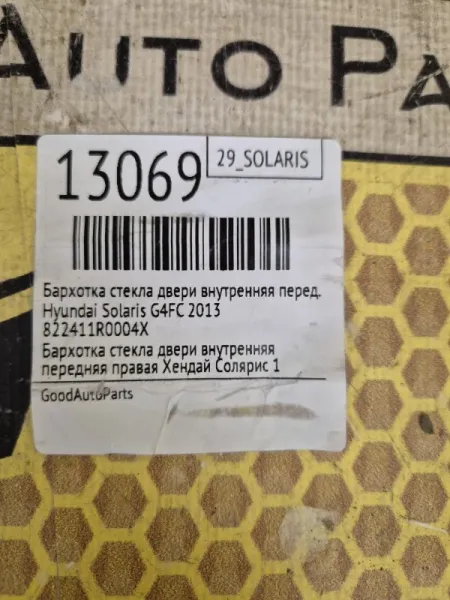 AUTO PA
13069
29_SOLARIS
Бархотка стекла двери внутренняя перед.
Hyundai Solaris G4FC 2013
822411R0004X
Бархотка стекла двери внутренняя
передняя правая Хендай Солярис 1
GoodAutoParts